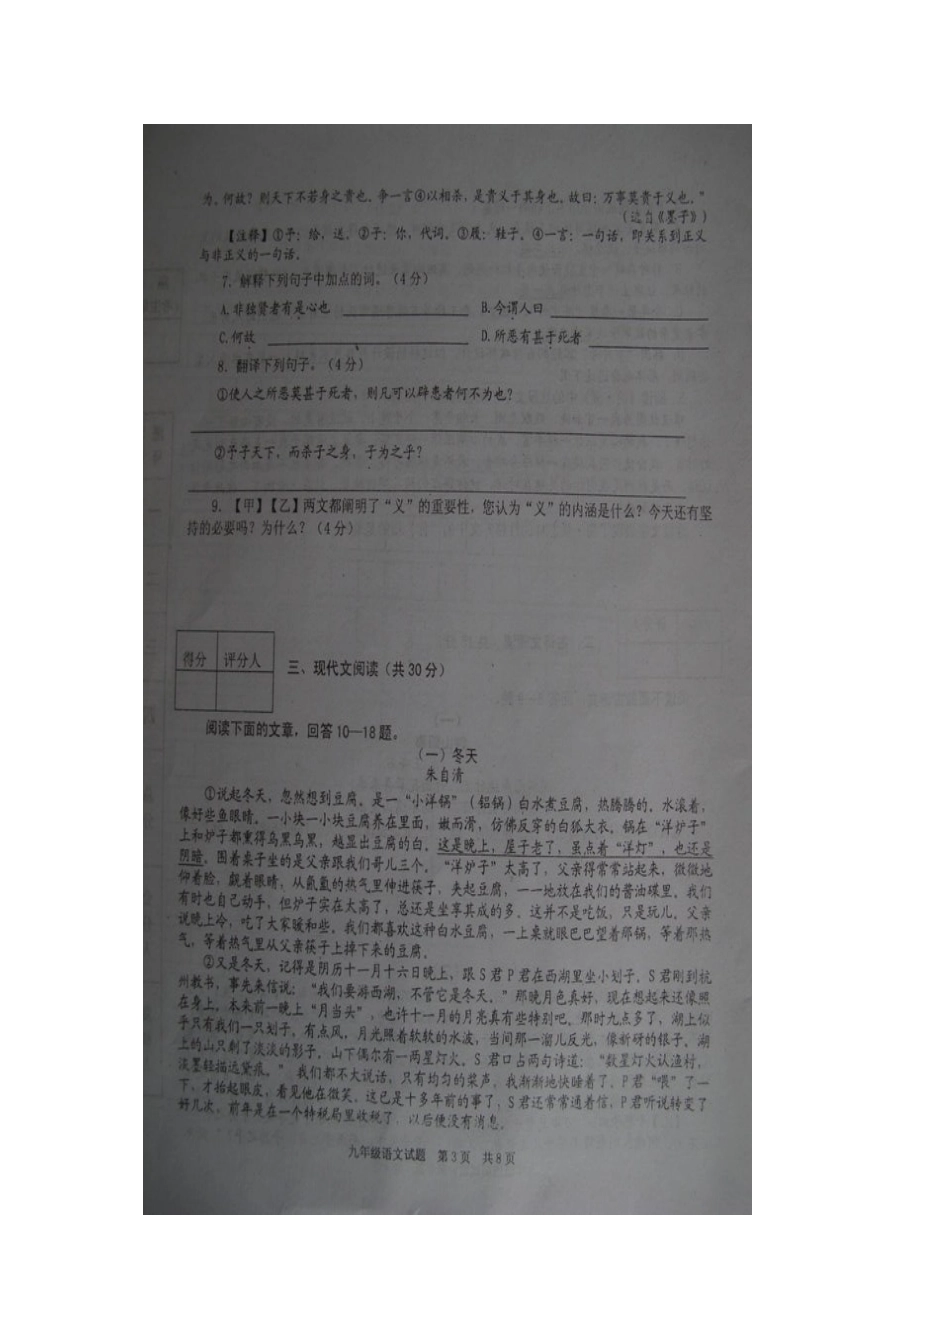 为。何故？则天下不若身之贵也。争一言④以相杀，是贵义于其身也。故曰：万事莫贵于义也。”
（选自《墨子》）
【注释】①予：给，送。②子：你，代词。③履：鞋子。④一言：一句话，即关系到正义
与非正义的一句话。
7. 解释下列句子中加点的词。（4分）
A.非独贤者有是心也 B.今谓人曰
C.何故 D.所恶有甚于死者
8. 翻译下列句子。（4分）
①使人之所恶莫甚于死者，则凡可以辟患者何不为也？
②予子天下，而杀子之身，子为之乎？
9. 【甲】【乙】两文都阐明了“义”的重要性，您认为“义”的内涵是什么？今天还有坚
持的必要吗？为什么？（4分）
得分 评分人
三、现代文阅读（共30分）
阅读下面的文章，回答10—18题。
（一）冬天
朱自清
①说起冬天，忽然想到豆腐。是一“小洋锅”（铝锅）白水煮豆腐，热腾腾的。水滚着，
像好些鱼眼睛。一小块一小块豆腐养在里面，嫩而滑，仿佛反穿的白狐大衣。锅在“洋炉子”
上和炉子都熏得乌黑乌黑，越显出豆腐的白。这是晚上，屋子老了，虽点着“洋灯”，也还是
阴暗。围着桌子坐的是父亲跟我们哥儿三个。“洋炉子”太高了，父亲得常常站起来，微微地
仰着脸，觑着眼睛，从氤氲的热气里伸进筷子，夹起豆腐，一一地放在我们的酱油碟里。我们
有时也自己动手，但炉子实在太高了，总还是坐享其成的多。这并不是吃饭，只是玩儿。父亲
说晚上冷，吃了大家暖和些。我们都喜欢这种白水豆腐，一上桌就眼巴巴望着那锅，等着那热
气，等着热气里从父亲筷子上掉下来的豆腐。
②又是冬天，记得是阴历十一月十六日晚上，跟S君P君在西湖里坐小划子。S君刚到杭
州教书，事先来信说：“我们要游西湖，不管它是冬天。”那晚月色真好，现在想起来还像照
在身上。本来前一晚上“月当头”，也许十一月的月亮真有些特别吧。那时九点多了，湖上似
乎只有我们一只划子。有点风，月光照着软软的水波，当间那一溜儿反光，像新砑的银子。湖
上的山只剩了淡淡的影子。山下偶尔有一两星灯火。S君口占两句诗道：“数星灯火认渔村，
淡墨轻描远黛痕。”我们都不大说话，只有均匀的桨声。我渐渐地快睡着了。P君“喂”了一
下，才抬起眼皮，看见他在微笑。这已是十多年前的事了，S君还常常通着信，P君听说转变了
好几次，前年是在一个特税局里收税了，以后便没有消息。
九年级语文试题 第3页 共8页